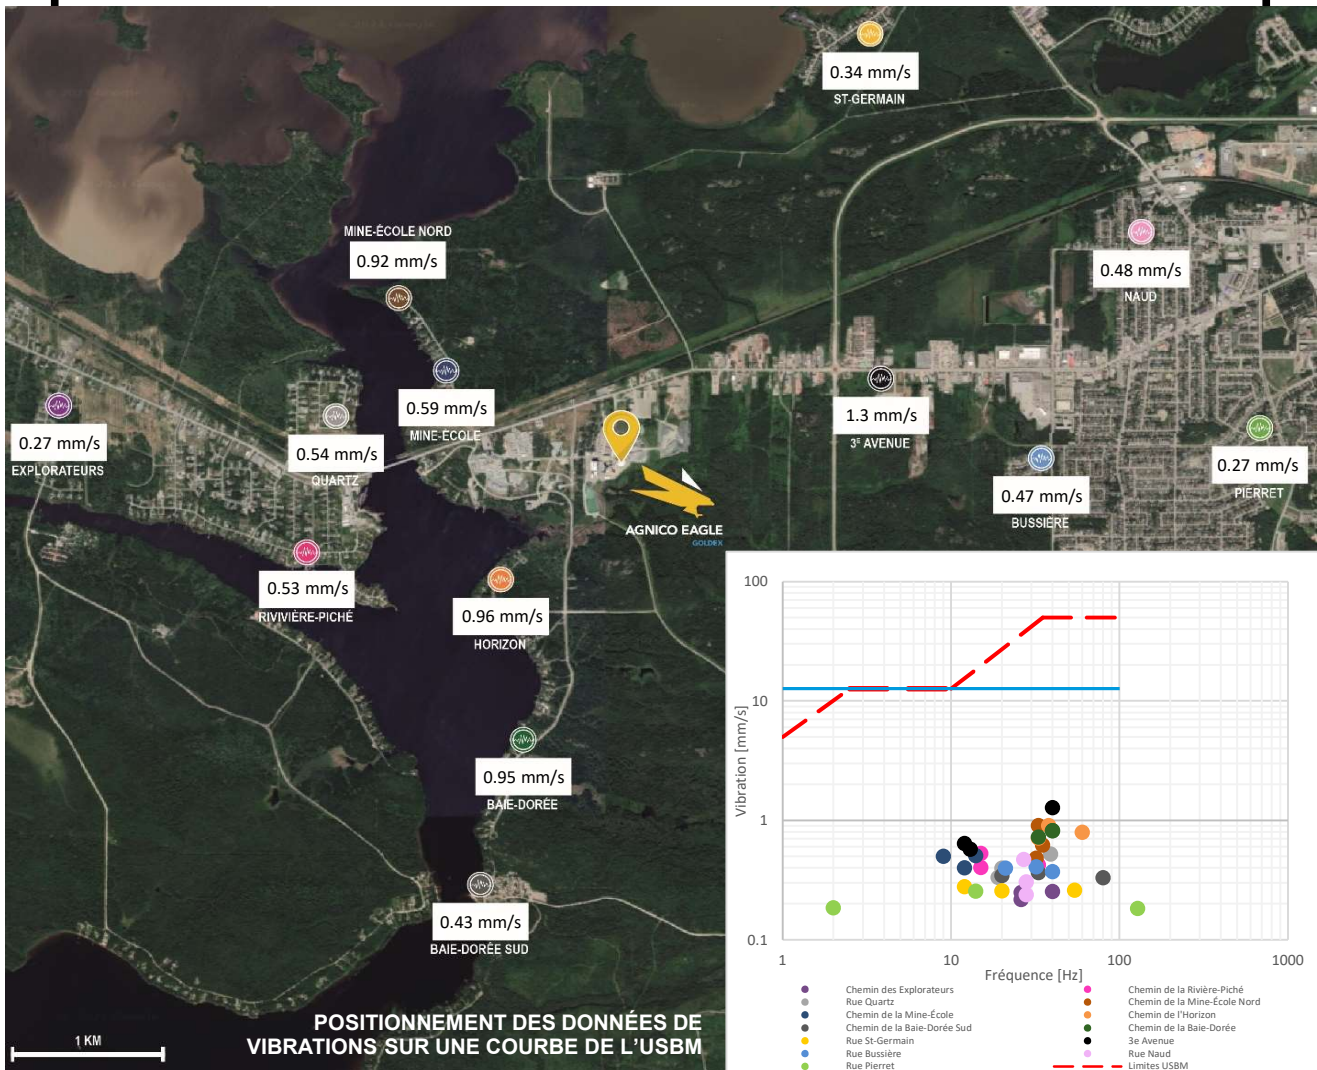 0.34 mm/s
ST-GERMAIN
MINE-ÉCOLE NORD
0.92 mm/s
0.48 mm/s
NAUD
0.59 mm/s
MINE-ÉCOLE
1.3 mm/s
3E AVENUE
0.27 mm/s
EXPLORATEURS
0.54 mm/s
QUARTZ
0.27 mm/s
PIERRET
0.47 mm/s
BUSSIÈRE
AGNICO EAGLE
GOLDEX
0.53 mm/s
RIVIVIÈRE-PICHÉ
0.96 mm/s
HORIZON
0.95 mm/s
BAIE-DORÉE
0.43 mm/s
BAIE-DORÉE SUD
1 KM
POSITIONNEMENT DES DONNÉES DE
VIBRATIONS SUR UNE COURBE DE L'USBM
Vibration [mm/s]
100
10
1
0.1
1
10
100
1000
Fréquence [Hz]
Chemin des Explorateurs
Chemin de la Rivière-Piché
Rue Quartz
Chemin de la Mine-École Nord
Chemin de la Mine-École
Chemin de l'Horizon
Chemin de la Baie-Dorée Sud
Chemin de la Baie-Dorée
Rue St-Germain
3e Avenue
Rue Bussière
Rue Naud
Rue Pierret
Limites USBM